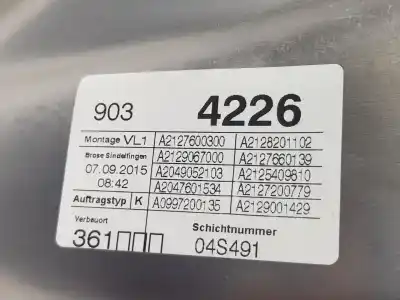 903 4226
Montage VL1 A2127600300 A2128201102
Brose Sindelfingen A2129067000 A2127660139
07.09.2015 A2049052103 A2125409810
08:42 A2047601534 A2127200779
Auftragstyp K A0997200135 A2129001429
Verbauort Schichtnummer
361□□□ 04S491